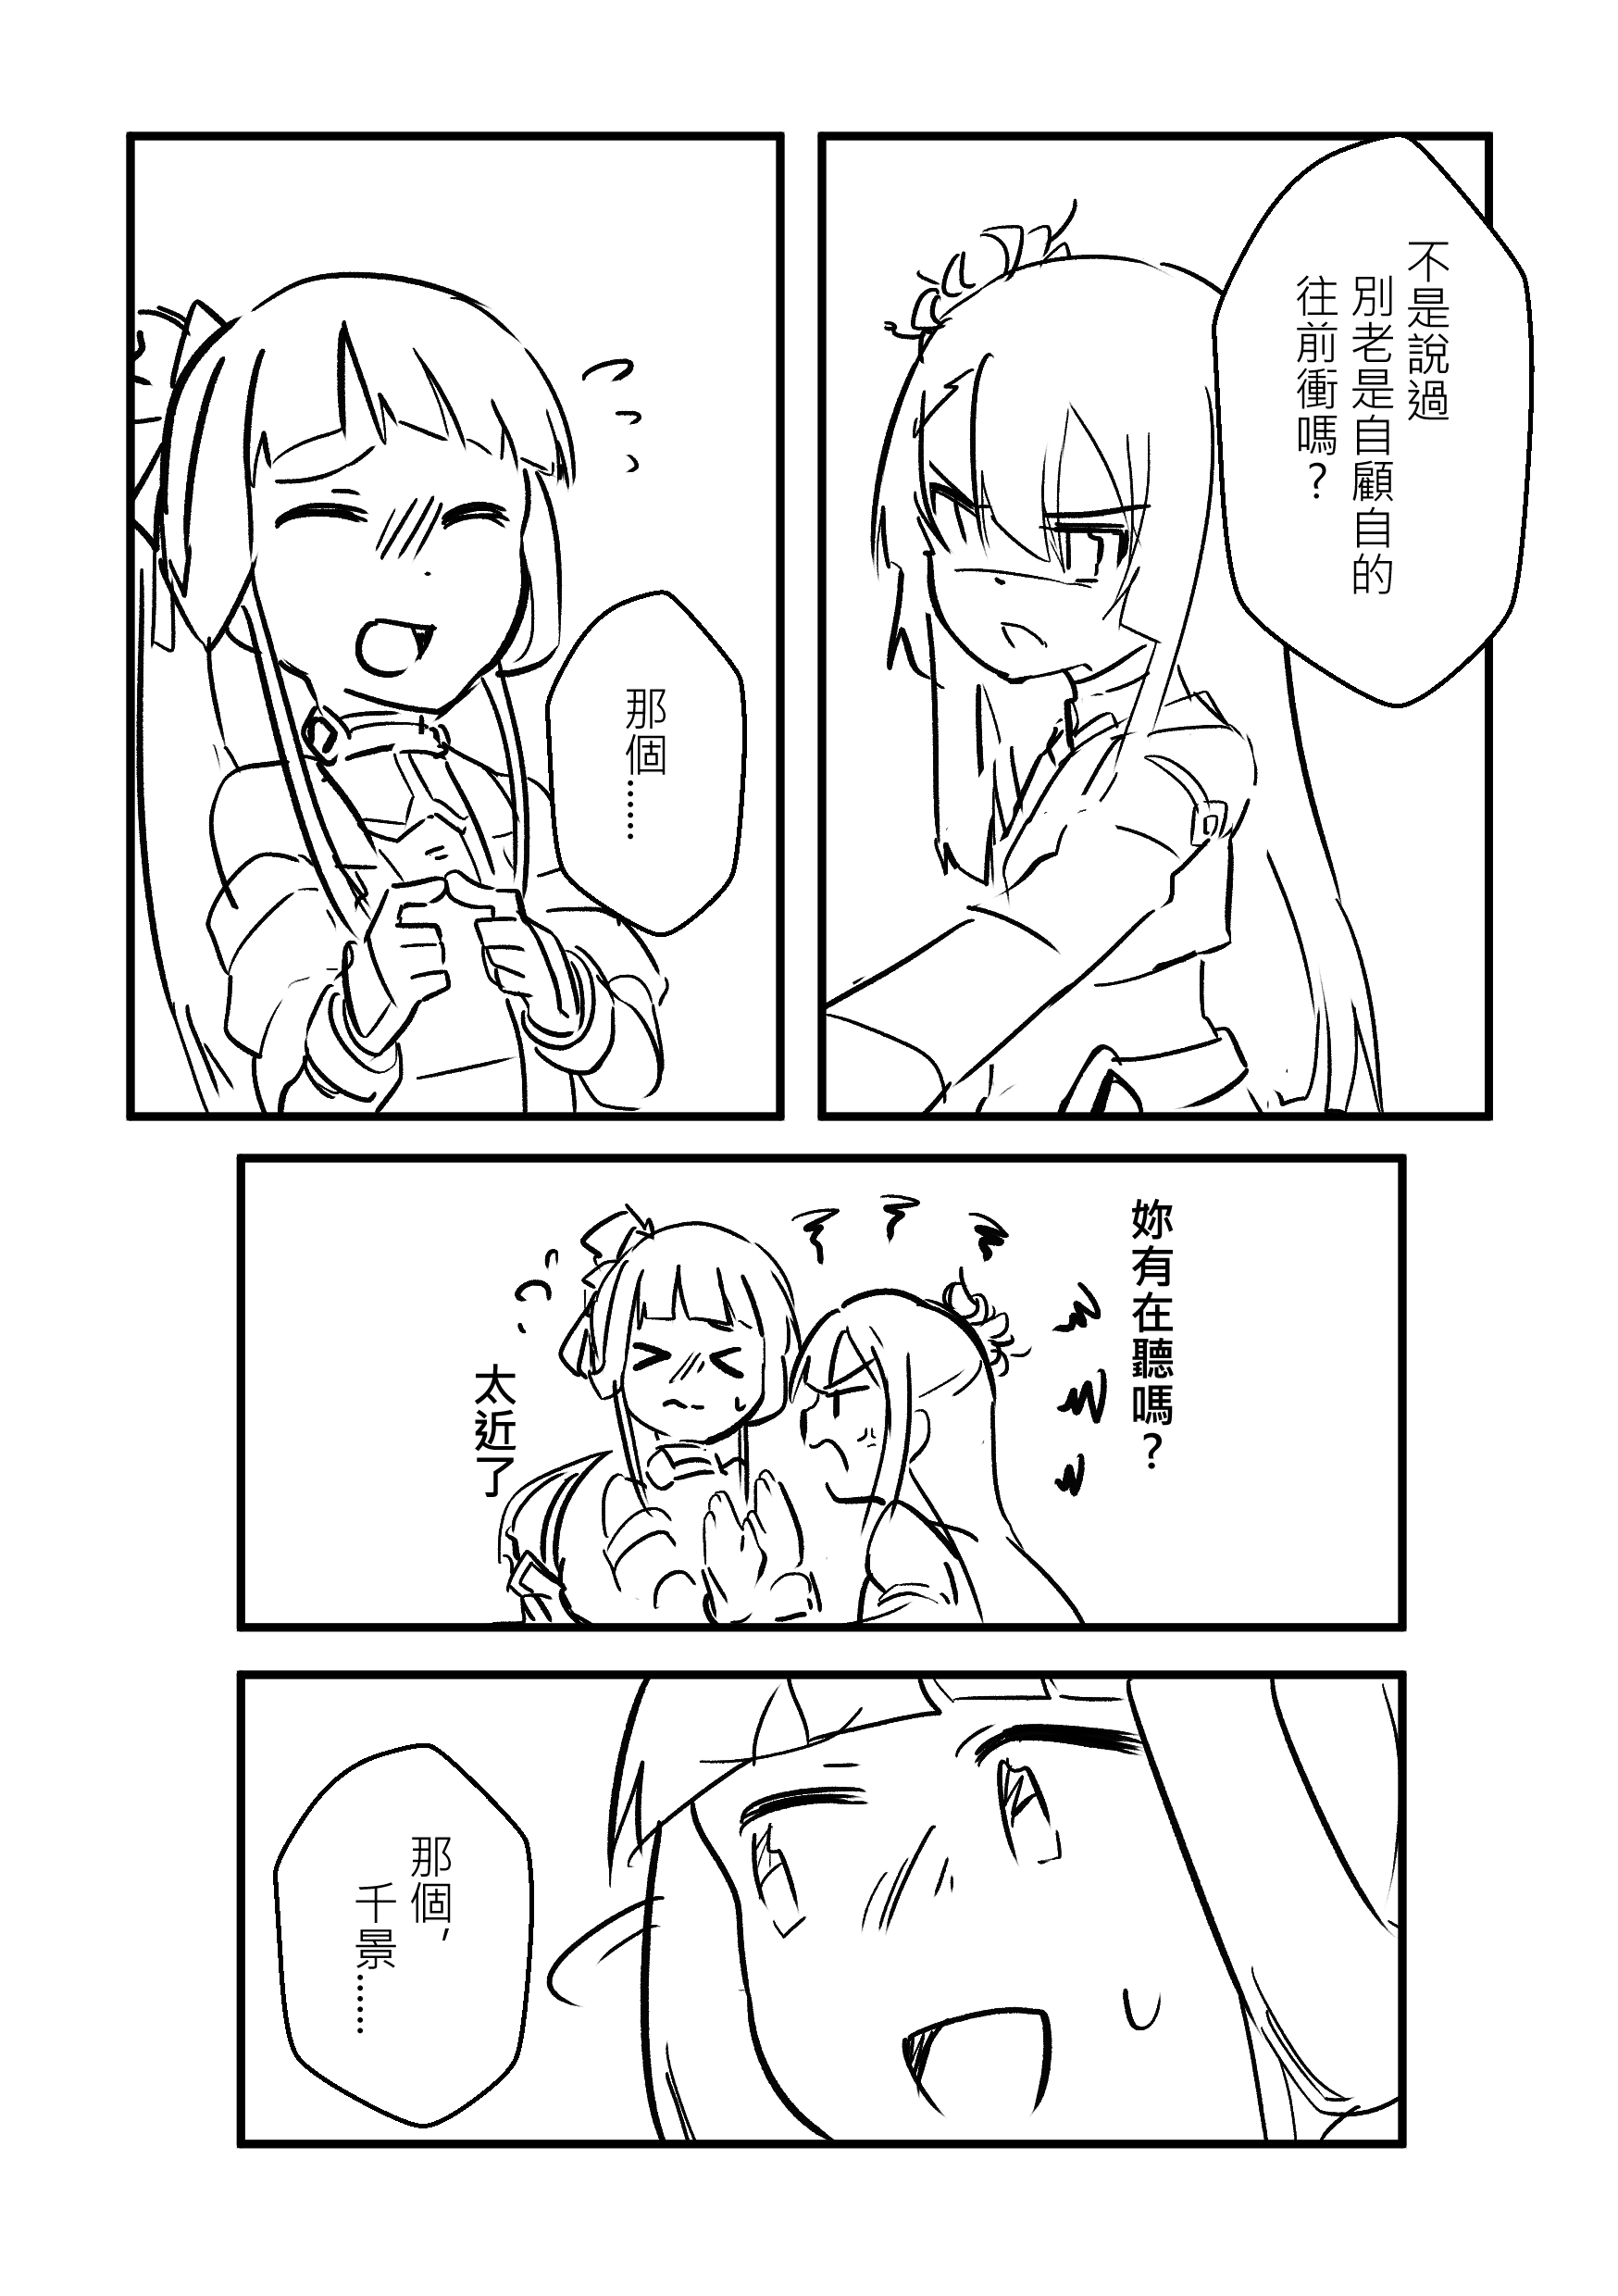 不是說過
別老是自顧自的
往前衝嗎？
那個……
妳有在聽嗎？
太近了
那個，
千景……